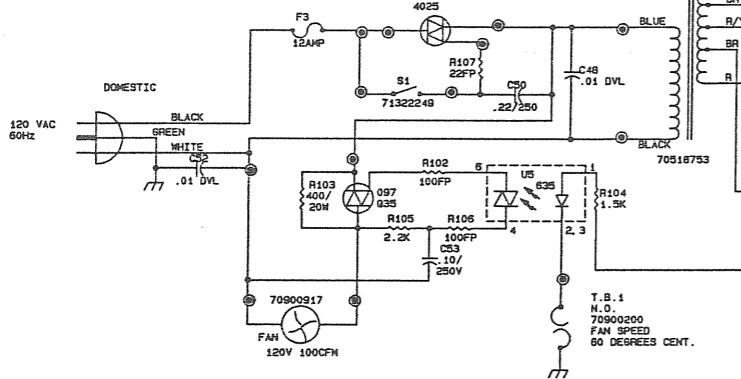 4025
BLUE
R/Y
BR
R
F3
12AMP
R107
22FP
C48
.01 DVL
S1
71322249
C50
.22/250
DOMESTIC
BLACK
120 VAC
60Hz
GREEN
WHITE
C52
.01 DVL
BLACK
70518753
R102
100FP
6
U5
635
1
R103
400/
20W
Q97
Q35
R104
1.5K
R105
2.2K
R106
100FP
4
2,3
C53
.10/
250V
70900917
FAN
120V 100CFM
T.B.1
N.O.
70900200
FAN SPEED
60 DEGREES CENT.